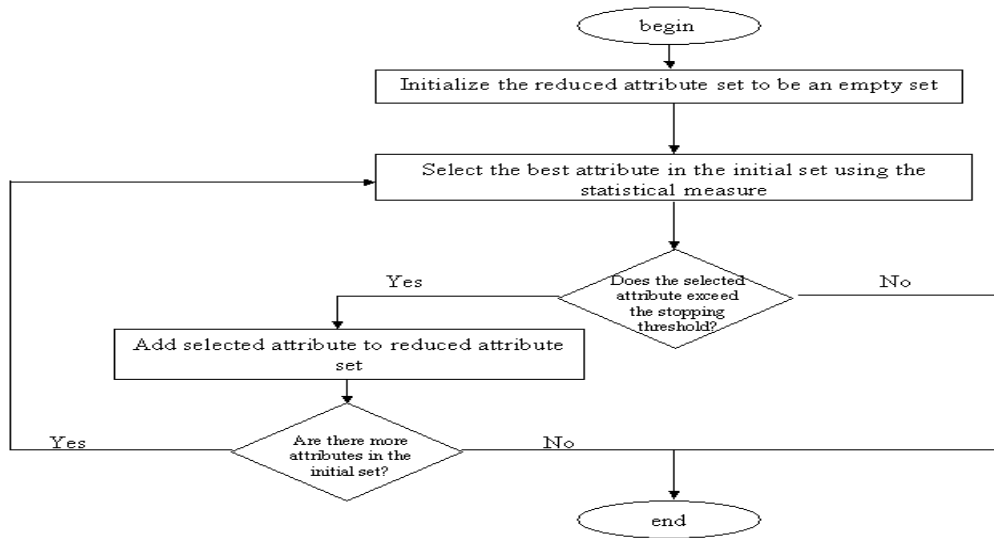 begin
Initialize the reduced attribute set to be an empty set
Select the best attribute in the initial set using the
statistical measure
Does the selected
attribute exceed
the stopping
threshold?
Yes
No
Add selected attribute to reduced attribute
set
Are there more
attributes in the
initial set?
Yes
No
end